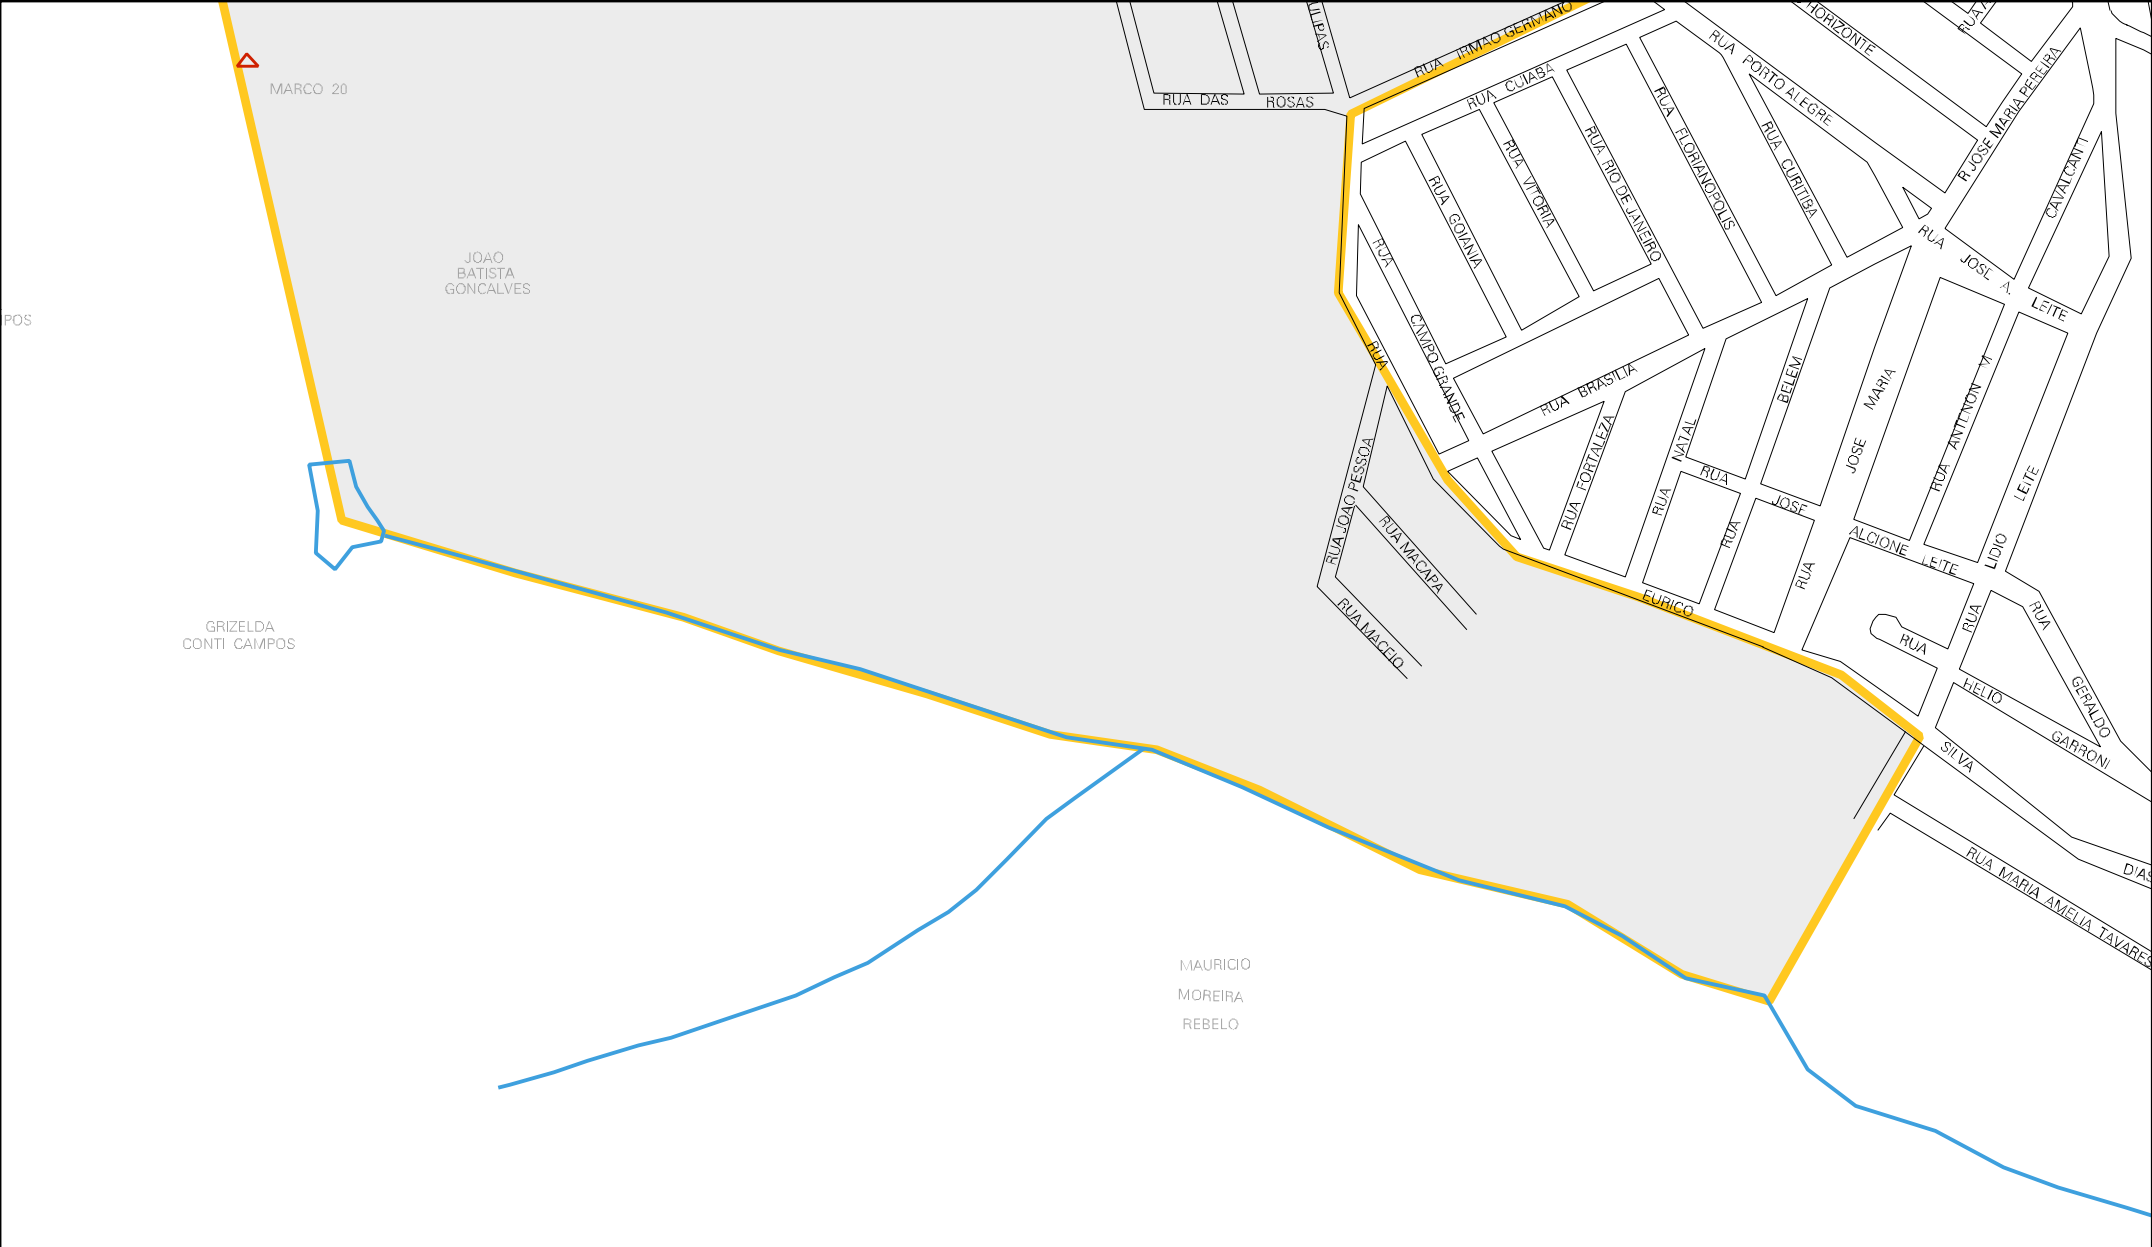 MARCO 20
JOAO
BATISTA
GONCALVES
GRIZELDA
CONTI CAMPOS
MAURICIO
MOREIRA
REBELO
RUA DAS ROSAS
RUA IRMAO GERMANO
RUA CUIABA
RUA PORTO ALEGRE
HORIZONTE
R JOSE MARIA PEREIRA
CAVALCANTI
RUA GOIANIA
RUA VITORIA
RUA RIO DE JANEIRO
RUA FLORIANOPOLIS
RUA CURITIBA
RUA CAMPO GRANDE
RUA JOSE A. LEITE
RUA BRASILIA
RUA FORTALEZA
RUA NATAL
RUA BELEM
RUA JOSE MARIA
RUA ANTENON VI
RUA LIDIO LEITE
RUA JOSE ALCIONE LEITE
RUA JOAO PESSOA
RUA MACAPA
RUA MACEIO
RUA EURICO SILVA DIAS
RUA HELIO GARRONI
RUA GERALDO
RUA MARIA AMELIA TAVARES